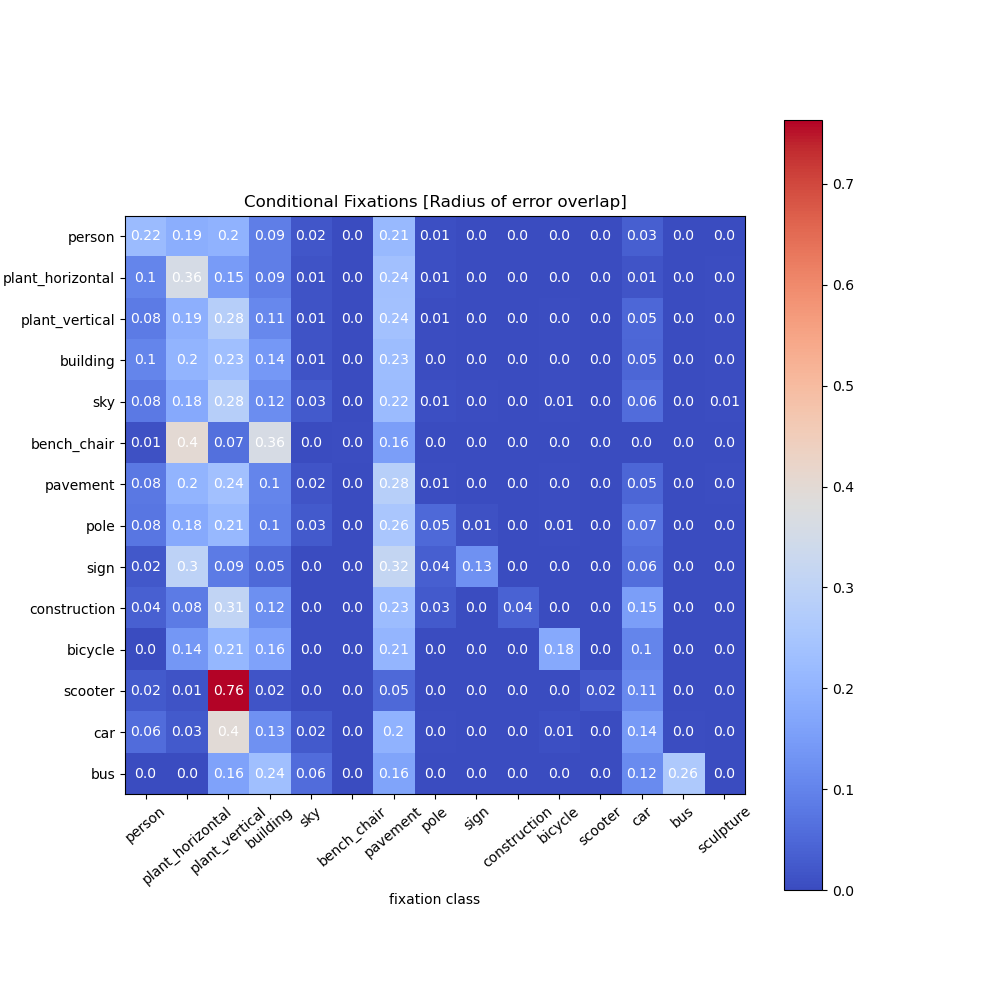 Conditional Fixations [Radius of error overlap]
person 0.22 0.19 0.2 0.09 0.02 0.0 0.21 0.01 0.0 0.0 0.0 0.0 0.03 0.0 0.0
plant_horizontal 0.1 0.36 0.15 0.09 0.01 0.0 0.24 0.01 0.0 0.0 0.0 0.0 0.01 0.0 0.0
plant_vertical 0.08 0.19 0.28 0.11 0.01 0.0 0.24 0.01 0.0 0.0 0.0 0.0 0.05 0.0 0.0
building 0.1 0.2 0.23 0.14 0.01 0.0 0.23 0.0 0.0 0.0 0.0 0.0 0.05 0.0 0.0
sky 0.08 0.18 0.28 0.12 0.03 0.0 0.22 0.01 0.0 0.0 0.01 0.0 0.06 0.0 0.01
bench_chair 0.01 0.4 0.07 0.36 0.0 0.0 0.16 0.0 0.0 0.0 0.0 0.0 0.0 0.0 0.0
pavement 0.08 0.2 0.24 0.1 0.02 0.0 0.28 0.01 0.0 0.0 0.0 0.0 0.05 0.0 0.0
pole 0.08 0.18 0.21 0.1 0.03 0.0 0.26 0.05 0.01 0.0 0.01 0.0 0.07 0.0 0.0
sign 0.02 0.3 0.09 0.05 0.0 0.0 0.32 0.04 0.13 0.0 0.0 0.0 0.06 0.0 0.0
construction 0.04 0.08 0.31 0.12 0.0 0.0 0.23 0.03 0.0 0.04 0.0 0.0 0.15 0.0 0.0
bicycle 0.0 0.14 0.21 0.16 0.0 0.0 0.21 0.0 0.0 0.0 0.18 0.0 0.1 0.0 0.0
scooter 0.02 0.01 0.76 0.02 0.0 0.0 0.05 0.0 0.0 0.0 0.0 0.02 0.11 0.0 0.0
car 0.06 0.03 0.4 0.13 0.02 0.0 0.2 0.0 0.0 0.0 0.01 0.0 0.14 0.0 0.0
bus 0.0 0.0 0.16 0.24 0.06 0.0 0.16 0.0 0.0 0.0 0.0 0.0 0.12 0.26 0.0
person plant_horizontal plant_vertical building sky bench_chair pavement pole sign construction bicycle scooter car bus sculpture
fixation class
0.7
0.6
0.5
0.4
0.3
0.2
0.1
0.0